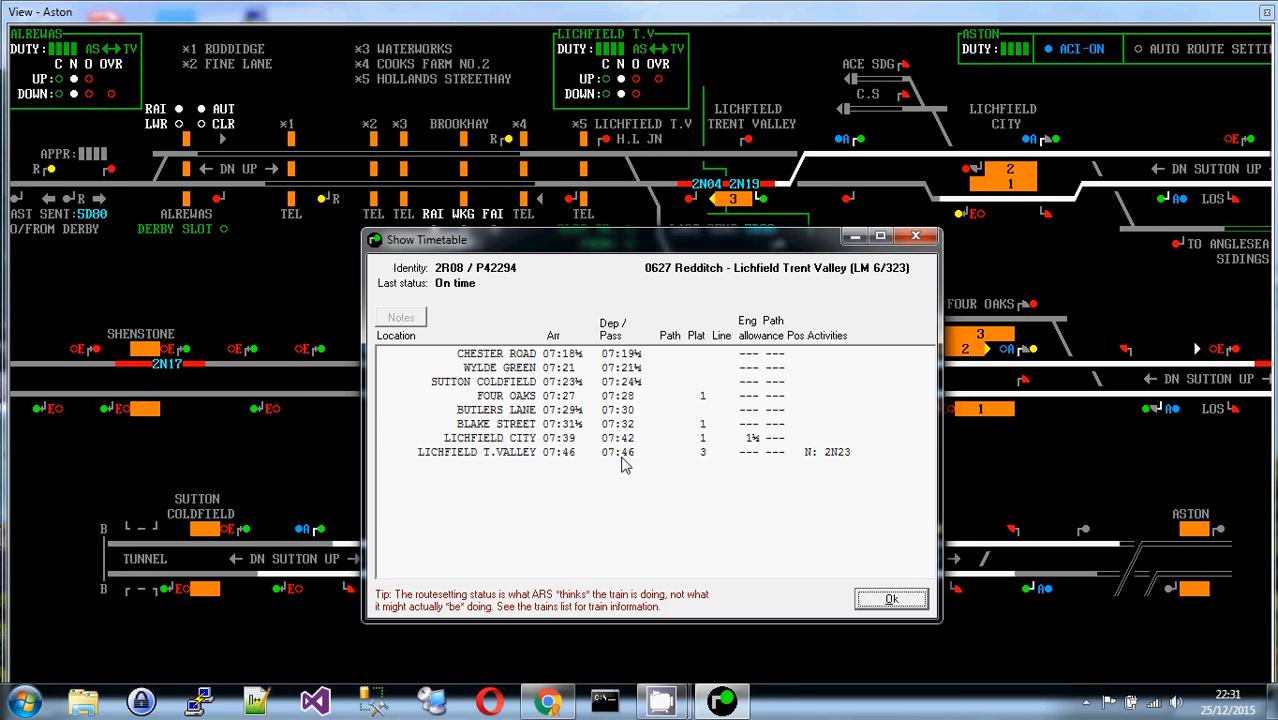 View - Aston
ALREWAS
DUTY: AS TV
C N O OVR
UP:
DOWN:
*1 RODDIDGE
*2 FINE LANE
*3 WATERWORKS
*4 COOKS FARM NO.2
*5 HOLLANDS STREETHAY
LICHFIELD T.V
DUTY: AS TV
C N O OVR
UP:
DOWN:
ASTON
DUTY: ACI-ON AUTO ROUTE SETTI
ACE SDG
C.S
LICHFIELD TRENT VALLEY
LICHFIELD CITY
RAI AUT
LWR CLR
*1 *2 *3 BROOKHAY *4 *5 LICHFIELD T.V
H.L JN
R
A A E
APPR:
R
DN UP
2
1
DN SUTTON UP
2N04 2N19
3
R R
A LOS
E
AST SENT:5D80
O/FROM DERBY
ALREWAS
DERBY SLOT
TEL TEL TEL RAI WKG FAI TEL TEL
TO ANGLESEA SIDINGS
Show Timetable
Identity: 2R08 / P42294
0627 Redditch - Lichfield Trent Valley (LM 6/323)
Last status: On time
Notes
Location Arr Dep / Pass Path Plat Line Eng allowance Path Pos Activities
CHESTER ROAD 07:18½ 07:19½ --- ---
WYLDE GREEN 07:21 07:21½ --- ---
SUTTON COLDFIELD 07:23½ 07:24½ --- ---
FOUR OAKS 07:27 07:28 1 --- ---
BUTLERS LANE 07:29½ 07:30 --- ---
BLAKE STREET 07:31½ 07:32 1 --- ---
LICHFIELD CITY 07:39 07:42 1 1½ ---
LICHFIELD T.VALLEY 07:46 07:46 3 --- --- N: 2N23
Tip: The routesetting status is what ARS *thinks* the train is doing, not what
it might actually *be* doing. See the trains list for train information.
Ok
SHENSTONE
E E E E
2N17
E E
FOUR OAKS
3
2 A E
DN SUTTON UP
1 A LOS
SUTTON COLDFIELD
B E A
TUNNEL DN SUTTON UP
B E E
ASTON
A
22:31
25/12/2015